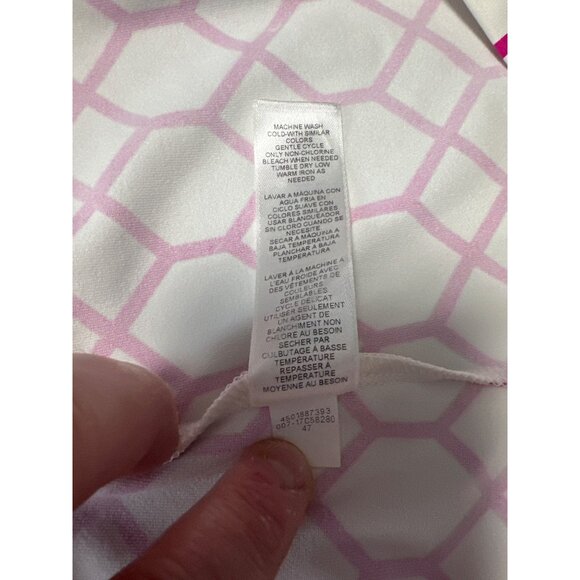 MACHINE WASH
COLD-WITH SIMILAR
COLORS
GENTLE CYCLE
ONLY NON-CHLORINE
BLEACH WHEN NEEDED
TUMBLE DRY LOW
WARM IRON AS
NEEDED
LAVAR A MAQUINA CON
AGUA FRIA EN
CICLO SUAVE CON
COLORES SIMILARES
USAR BLANQUEADOR
SIN CLORO CUANDO SE
NECESITE
SECAR A MAQUINA A
BAJA TEMPERATURA
PLANCHAR A BAJA
TEMPERATURA
LAVER À LA MACHINE À
L'EAU FROIDE AVEC
DES VÊTEMENTS DE
COULEURS
SEMBLABLES
CYCLE DÉLICAT
UTILISER SEULEMENT
UN AGENT DE
BLANCHIMENT NON
CHLORÉ AU BESOIN
SÉCHER PAR
CULBUTAGE À BASSE
TEMPÉRATURE
REPASSER À
TEMPÉRATURE
MOYENNE AU BESOIN
4501887393
007-17C58280
47